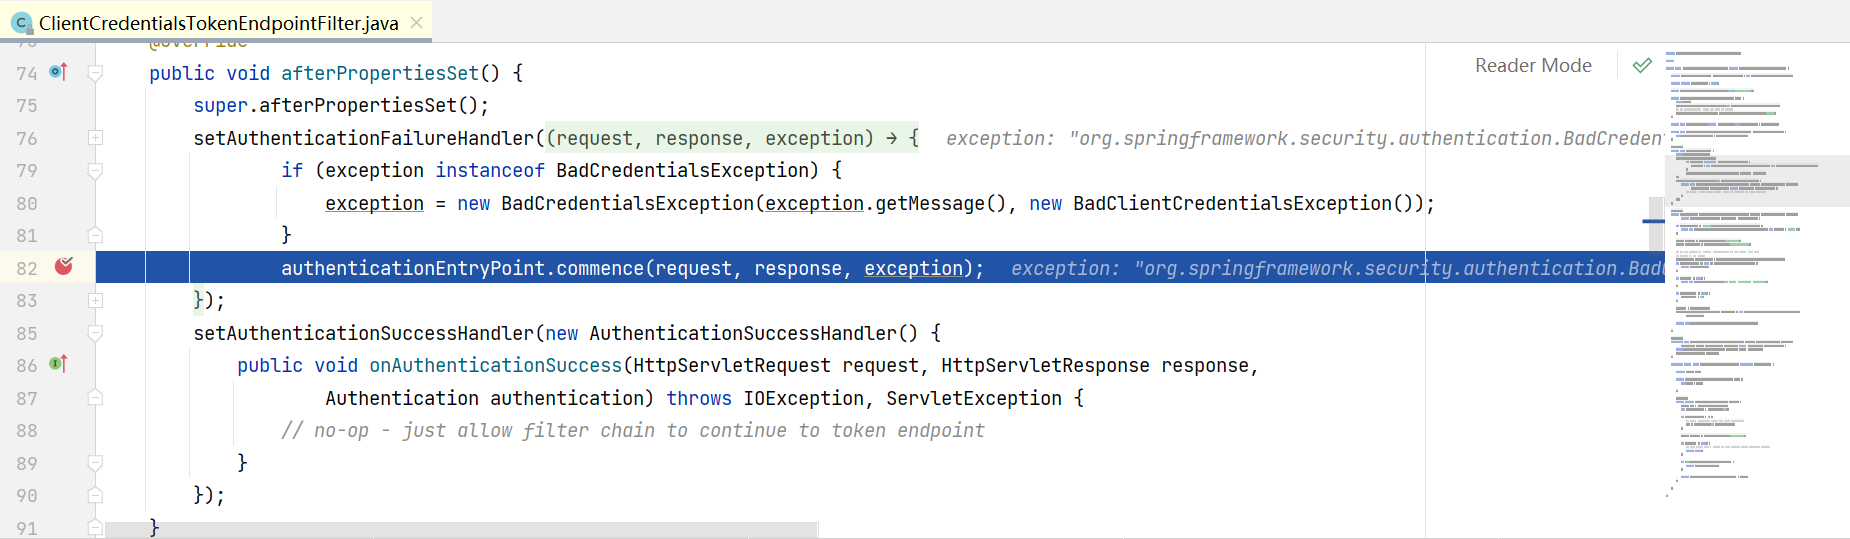 ClientCredentialsTokenEndpointFilter.java
@Override
74 public void afterPropertiesSet() {
Reader Mode
75 super.afterPropertiesSet();
76 setAuthenticationFailureHandler((request, response, exception) → { exception: "org.springframework.security.authentication.BadCredent
79 if (exception instanceof BadCredentialsException) {
80 exception = new BadCredentialsException(exception.getMessage(), new BadClientCredentialsException());
81 }
82 authenticationEntryPoint.commence(request, response, exception); exception: "org.springframework.security.authentication.BadC
83 });
85 setAuthenticationSuccessHandler(new AuthenticationSuccessHandler() {
86 public void onAuthenticationSuccess(HttpServletRequest request, HttpServletResponse response,
87 Authentication authentication) throws IOException, ServletException {
88 // no-op - just allow filter chain to continue to token endpoint
89 }
90 });
91 }